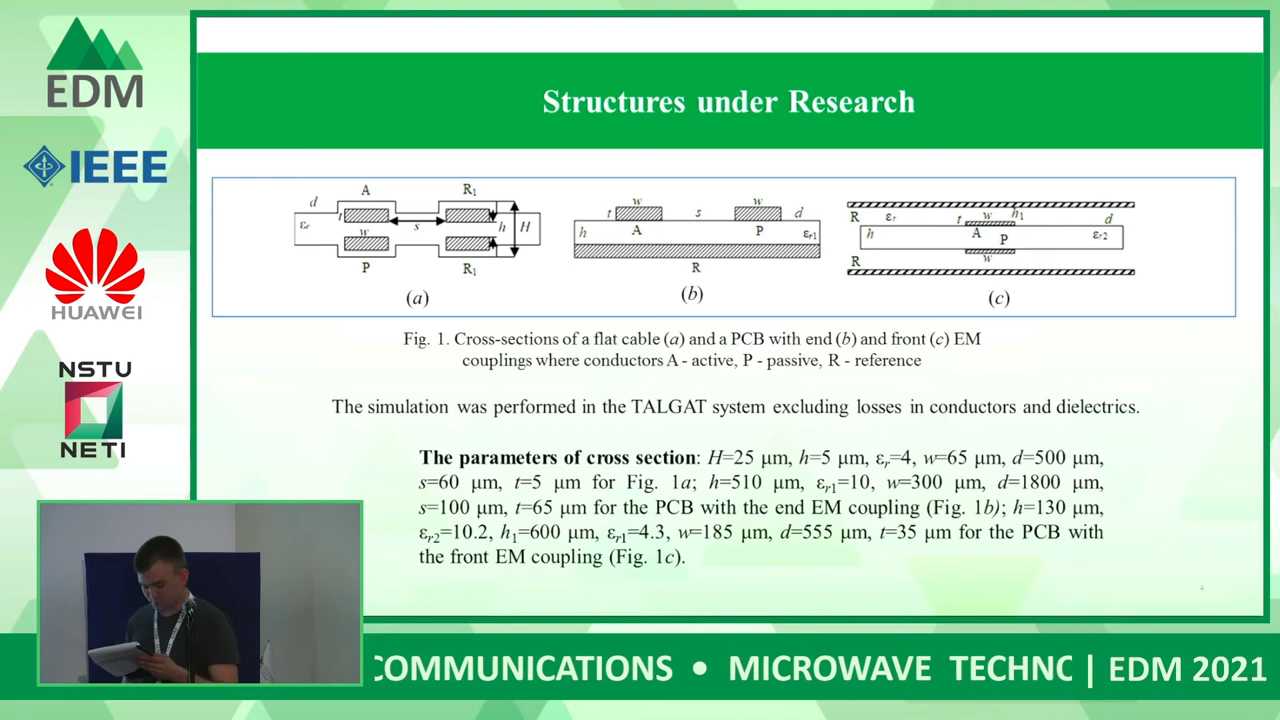 EDM
IEEE
HUAWEI
NSTU
NETI
Structures under Research
A
R₁
d
t
εr
w
s
h
H
P
R₁
(a)
w
w
t
s
d
h
A
P
εr1
R
(b)
R
εr
t
w
h₁
d
h
A
P
εr2
R
w
(c)
Fig. 1. Cross-sections of a flat cable (a) and a PCB with end (b) and front (c) EM
couplings where conductors A - active, P - passive, R - reference
The simulation was performed in the TALGAT system excluding losses in conductors and dielectrics.
The parameters of cross section: H=25 μm, h=5 μm, εr=4, w=65 μm, d=500 μm,
s=60 μm, t=5 μm for Fig. 1a; h=510 μm, εr1=10, w=300 μm, d=1800 μm,
s=100 μm, t=65 μm for the PCB with the end EM coupling (Fig. 1b); h=130 μm,
εr2=10.2, h₁=600 μm, εr1=4.3, w=185 μm, d=555 μm, t=35 μm for the PCB with
the front EM coupling (Fig. 1c).
4
COMMUNICATIONS • MICROWAVE TECHNO | EDM 2021